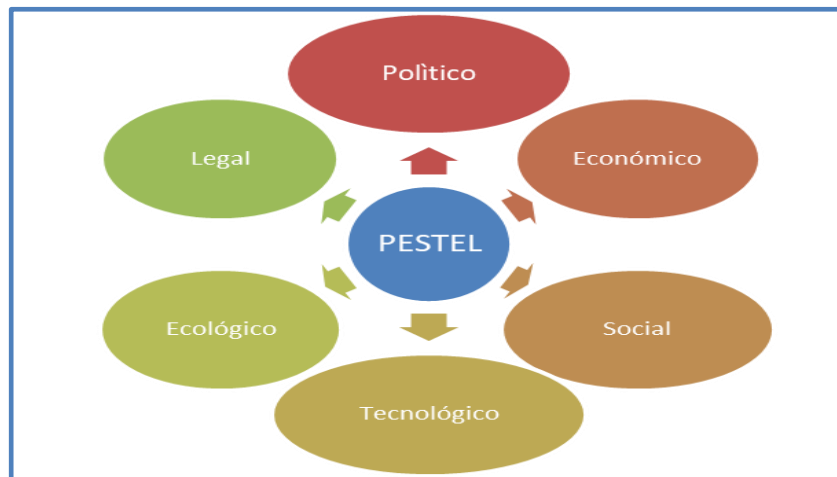 Polìtico
Legal
Económico
PESTEL
Ecológico
Social
Tecnológico